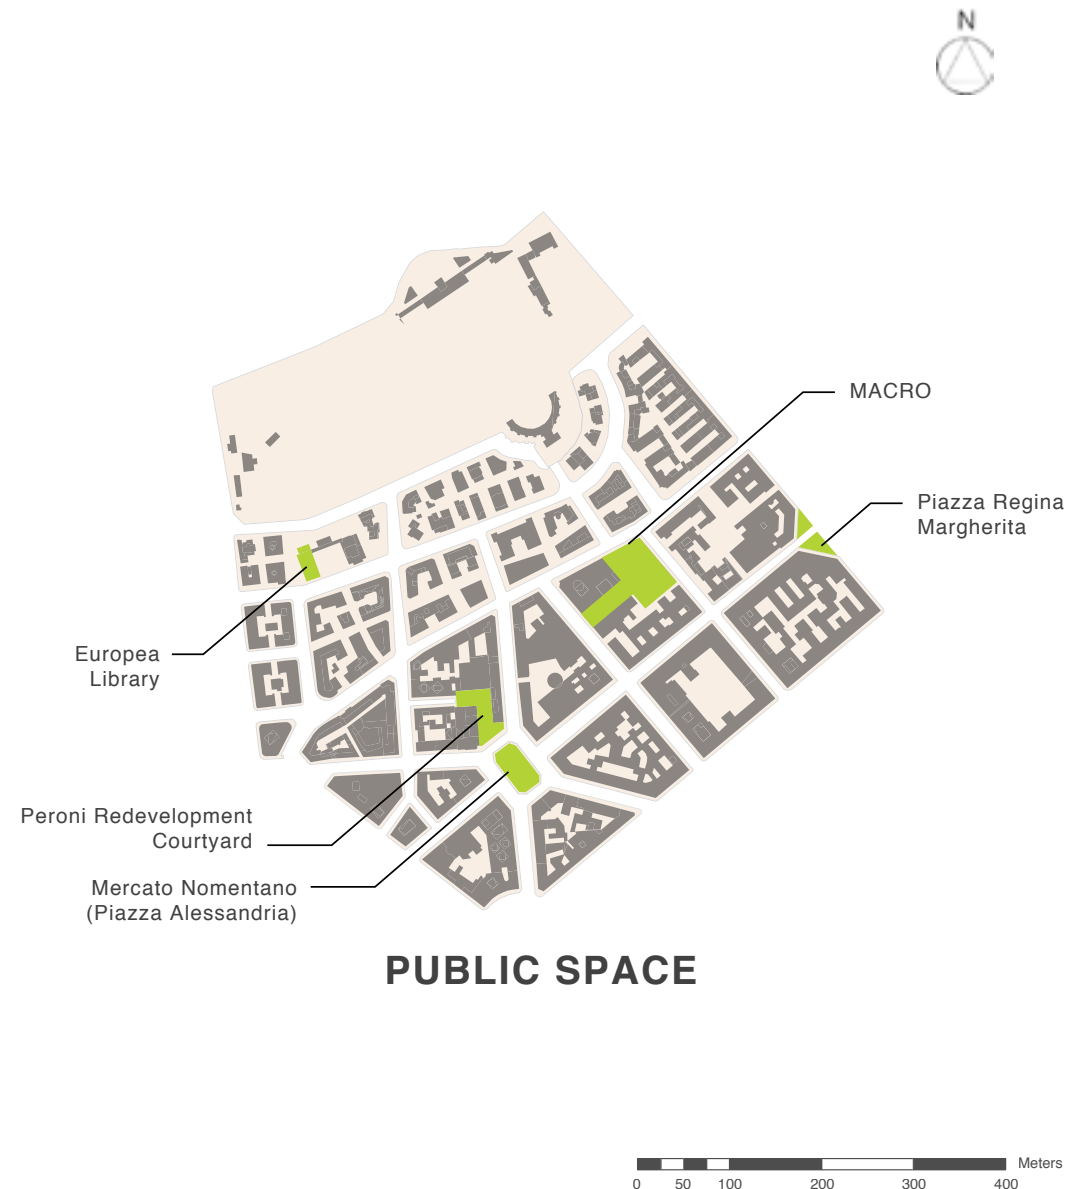 N
MACRO
Piazza Regina
Margherita
Europea
Library
Peroni Redevelopment
Courtyard
Mercato Nomentano
(Piazza Alessandria)
PUBLIC SPACE
Meters
0 50 100 200 300 400